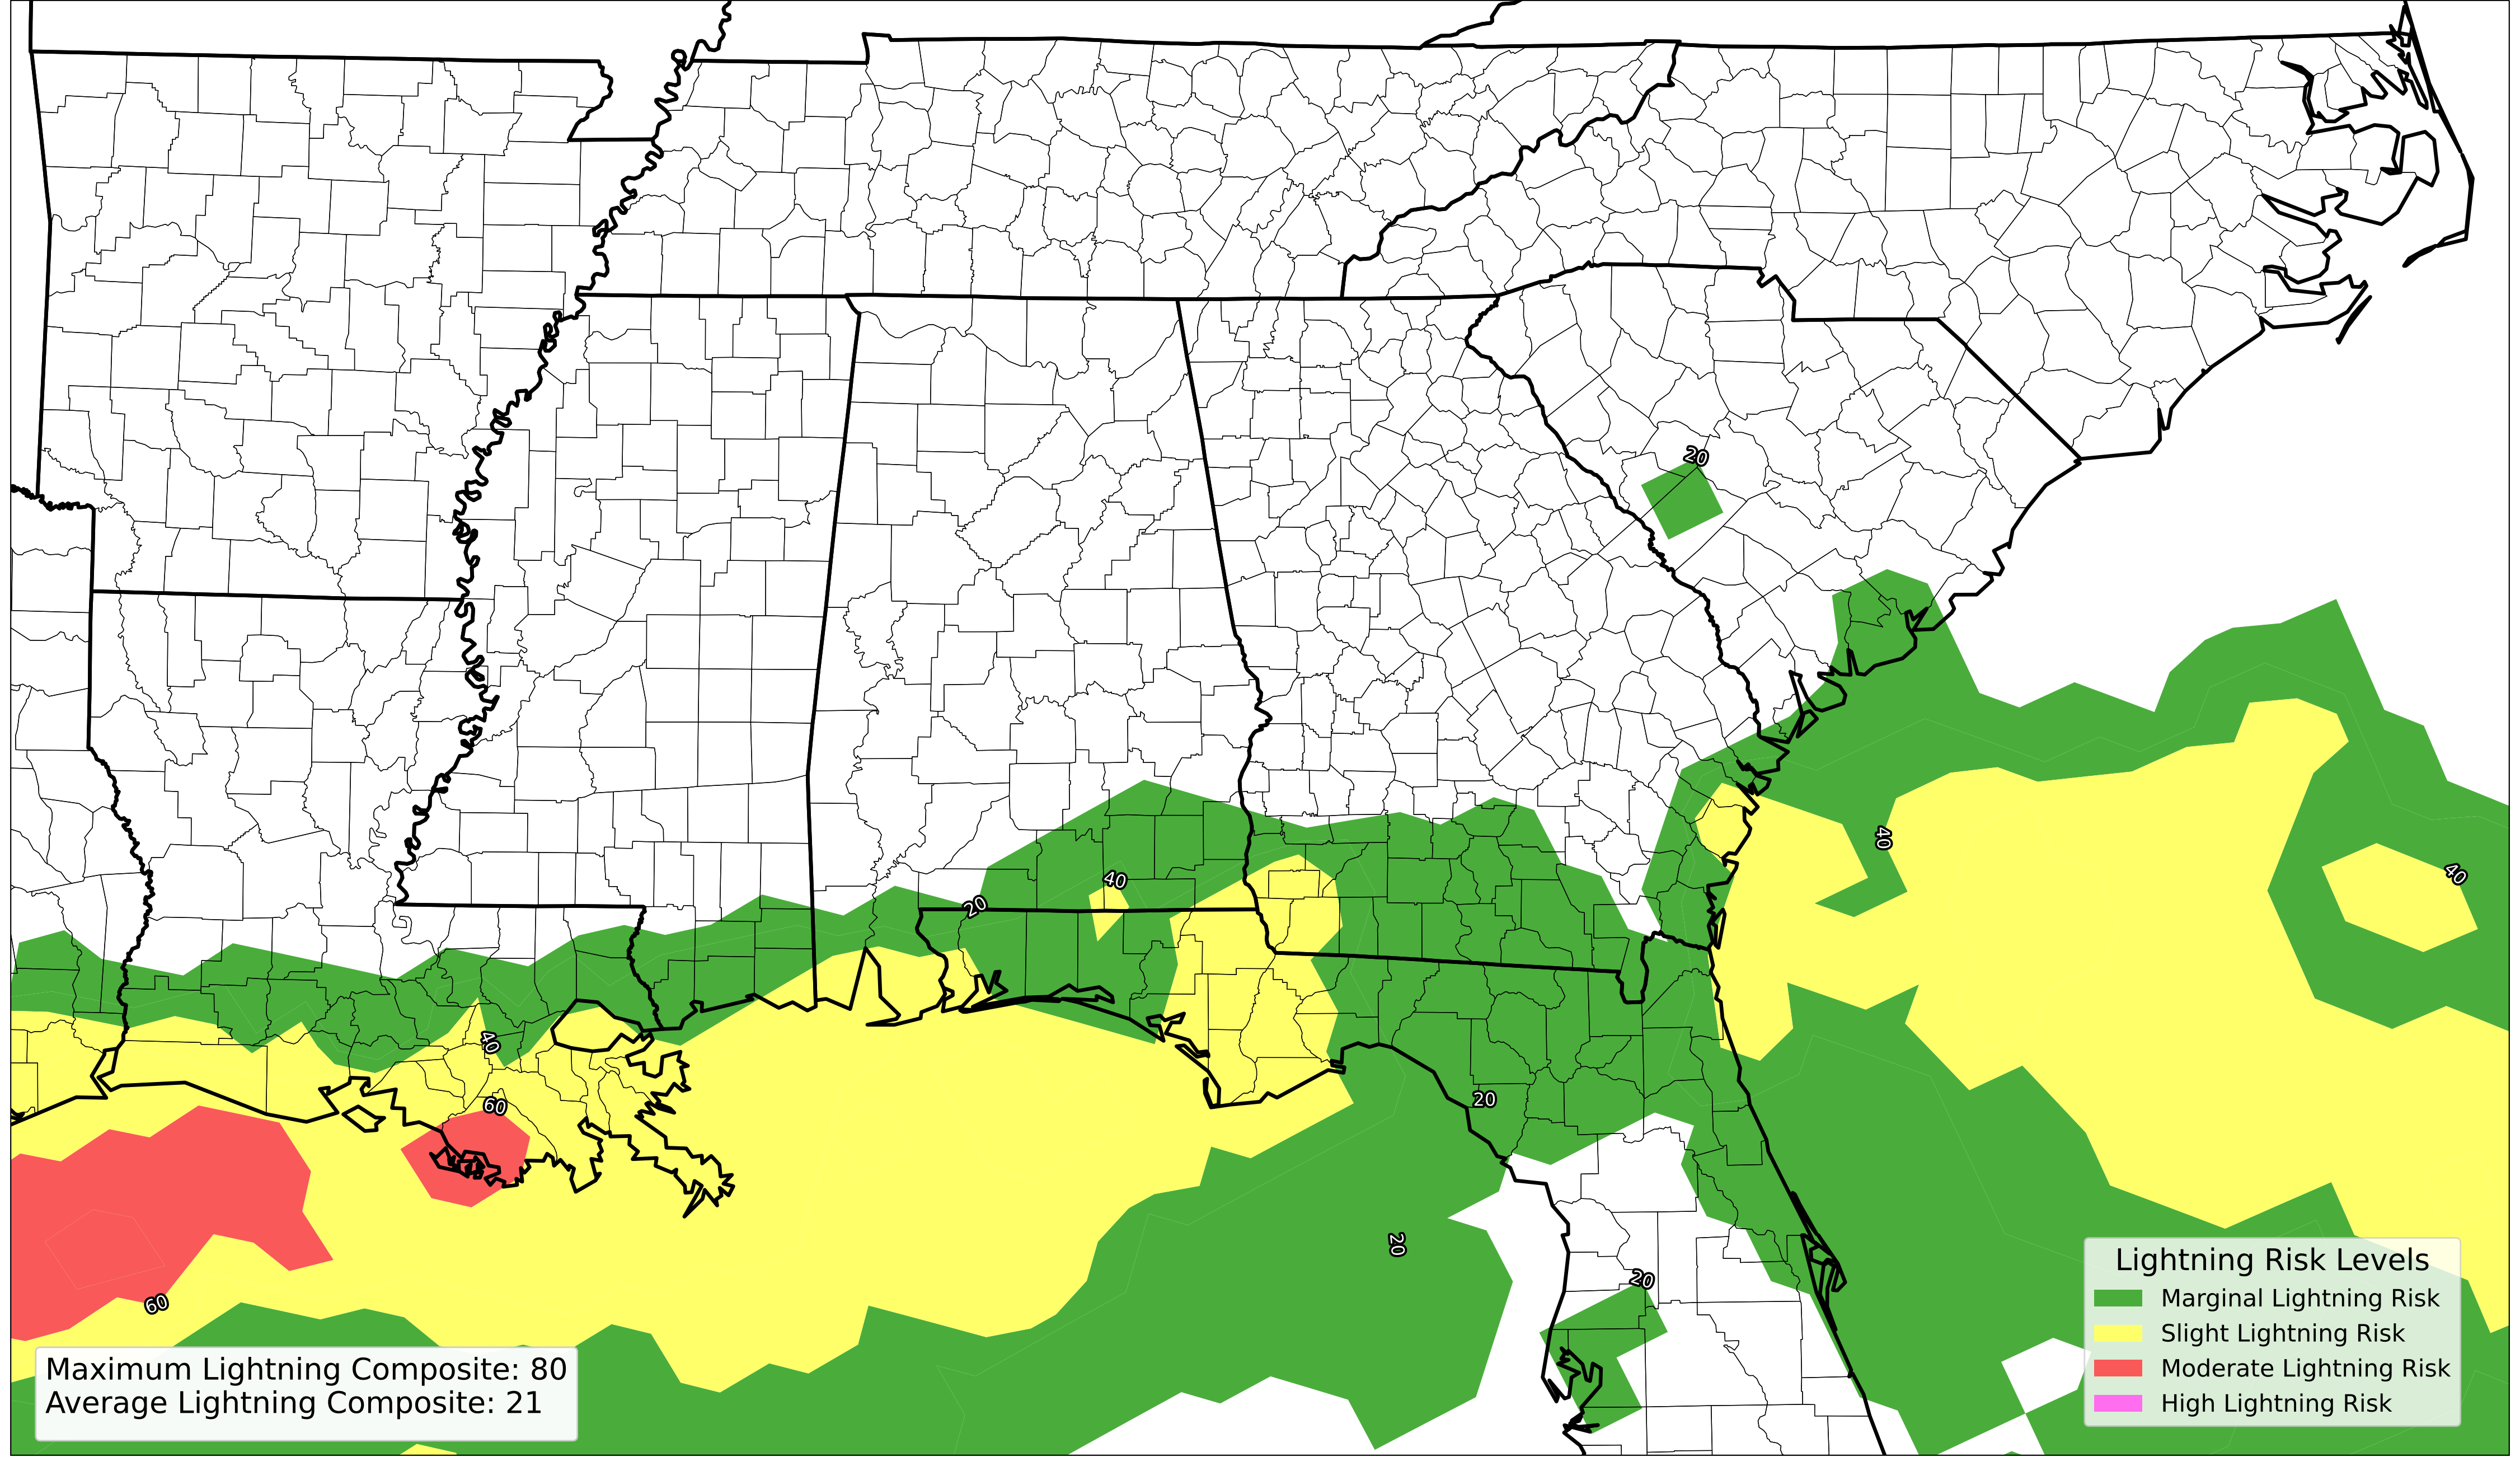 20
20
40
40
40
20
40
60
20
20
20
60
Lightning Risk Levels
Marginal Lightning Risk
Slight Lightning Risk
Moderate Lightning Risk
High Lightning Risk
Maximum Lightning Composite: 80
Average Lightning Composite: 21